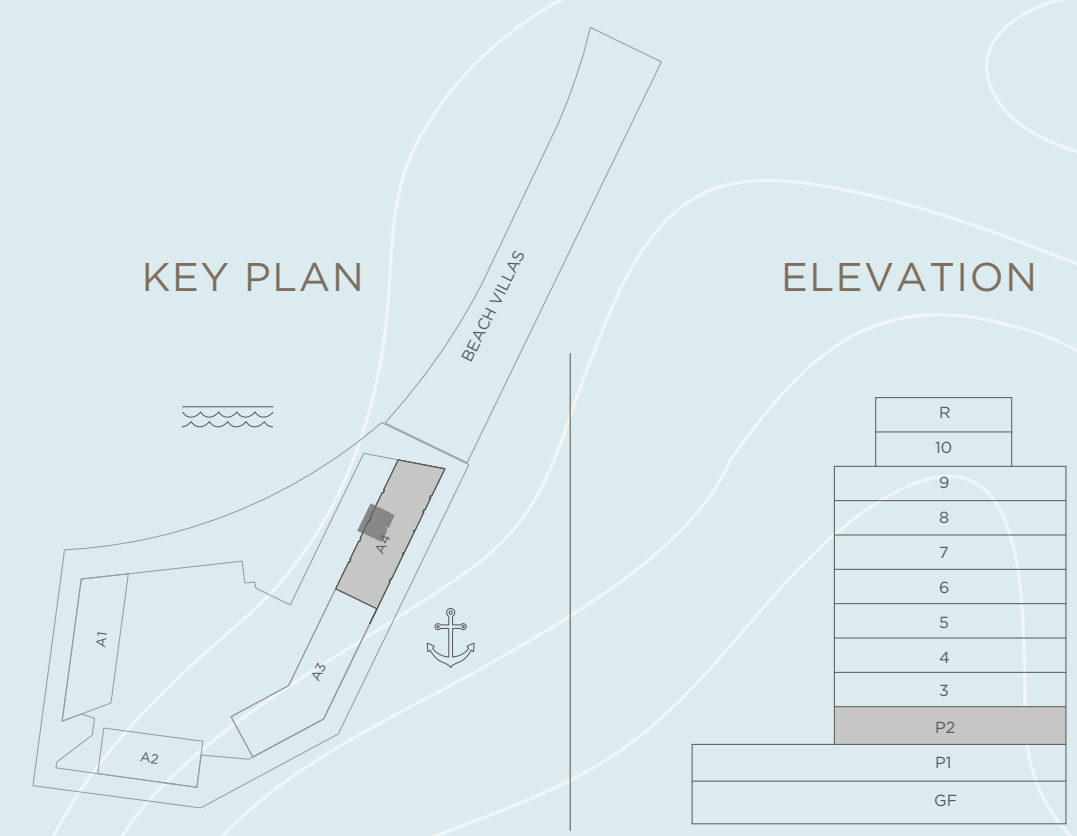 KEY PLAN
BEACH VILLAS
A4
A1
A3
A2
ELEVATION
R
10
9
8
7
6
5
4
3
P2
P1
GF